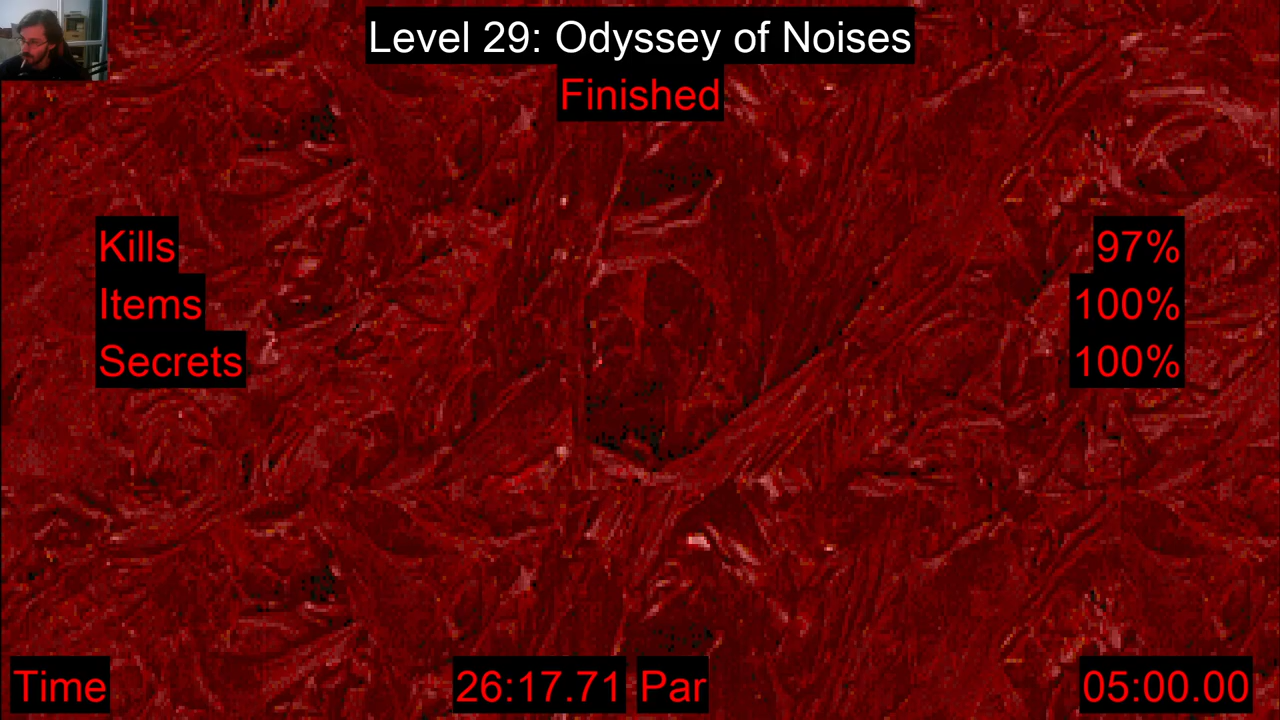 Level 29: Odyssey of Noises
Finished
Kills 97%
Items 100%
Secrets 100%
Time 26:17.71 Par 05:00.00